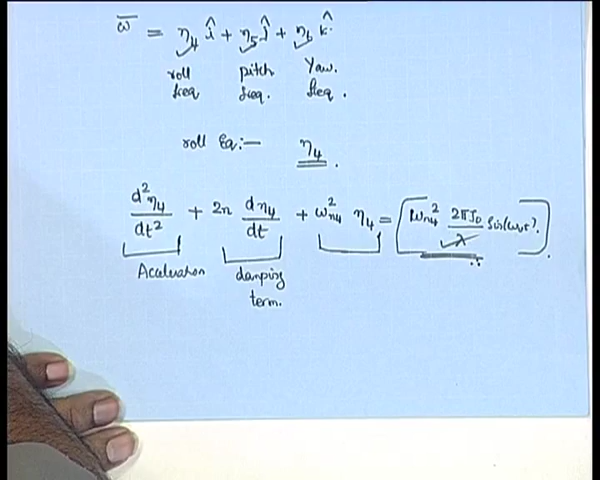 ω̅ = η₄ î + η₅ ĵ + η₆ k̂.
roll pitch Yaw.
freq freq. freq.
roll Eq:— η₄.
d²η₄/dt² + 2n dη₄/dt + ω²ₙ₄ η₄ = [ωₙ₄² 2πζ₀/λ Sin(ωₑt).]
Acceleration damping
term.